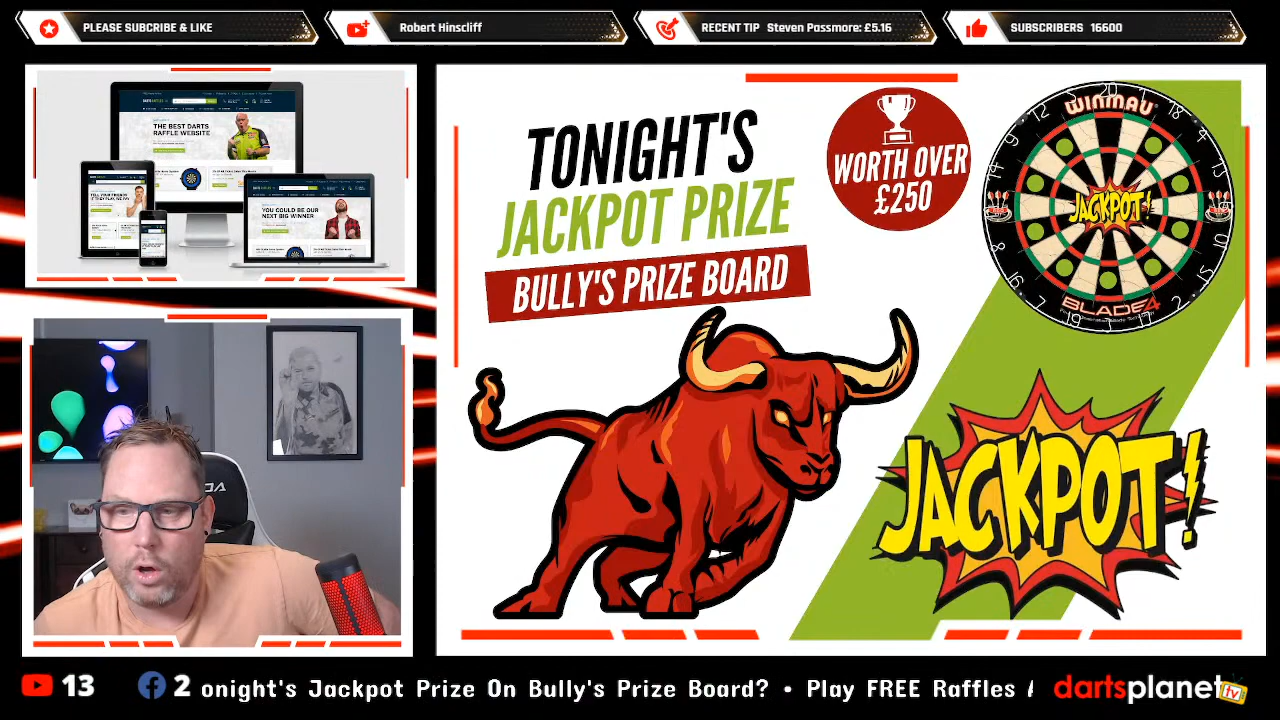 PLEASE SUBCRIBE & LIKE
Robert Hinscliff
RECENT TIP Steven Passmore: £5.16
SUBSCRIBERS 16600
THE BEST DARTS
RAFFLE WEBSITE
YOU COULD BE OUR
NEXT BIG WINNER
TONIGHT'S
JACKPOT PRIZE
BULLY'S PRIZE BOARD
WORTH OVER
£250
WINMAU
JACKPOT!
BLADE4
JACKPOT!
13
2
onight's Jackpot Prize On Bully's Prize Board? • Play FREE Raffles
dartsplanet tv